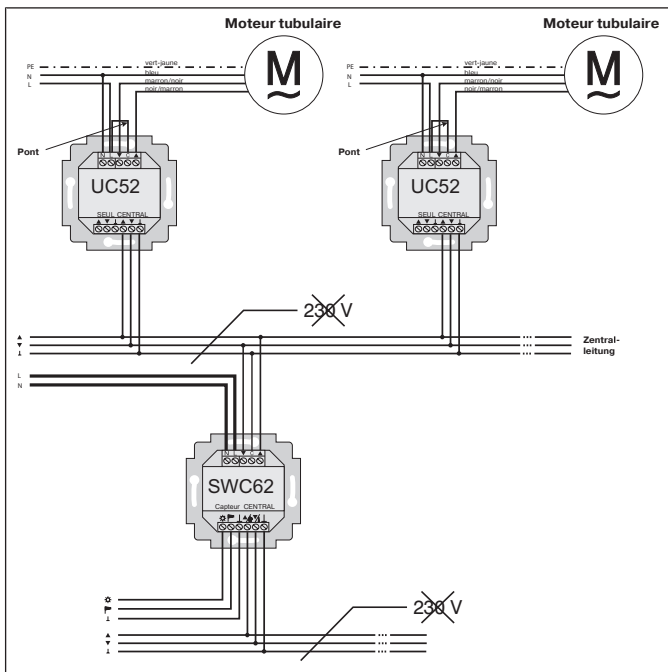 Moteur tubulaire
Moteur tubulaire
PE
N
L
vert-jaune
bleu
marron/noir
noir/marron
M
PE
N
L
vert-jaune
bleu
marron/noir
noir/marron
M
Pont
N L ▼ C ▲
UC52
SEUL CENTRAL
▲ ▼ ⊥ ▲ ▼ ⊥
Pont
N L ▼ C ▲
UC52
SEUL CENTRAL
▲ ▼ ⊥ ▲ ▼ ⊥
230 V
▲
▼
⊥
Zentral-
leitung
L
N
N L ▼ C ▲
SWC62
Capteur CENTRAL
⊥
230 V
▲
▼
⊥